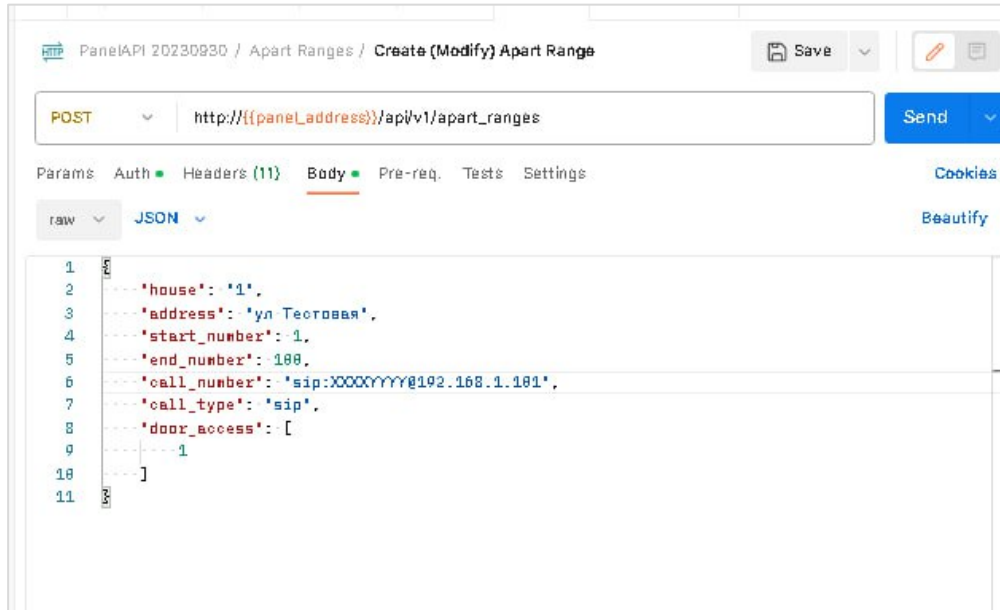 HTTP PanelAPI 20230930 / Apart Ranges / Create (Modify) Apart Range Save
POST http://{{panel_address}}/api/v1/apart_ranges Send
Params Auth Headers (11) Body Pre-req. Tests Settings Cookies
raw JSON Beautify
1 {
2 "house": "1",
3 "address": "ул Тестовая",
4 "start_number": 1,
5 "end_number": 100,
6 "call_number": "sip:XXXXYYYY@192.168.1.101",
7 "call_type": "sip",
8 "door_access": [
9 1
10 ]
11 }